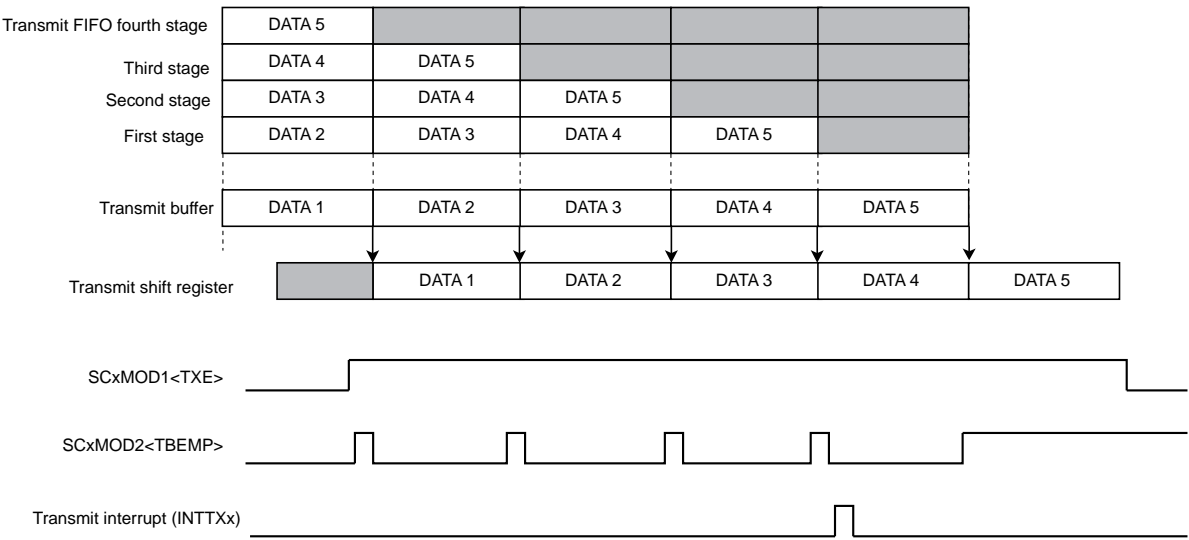 Transmit FIFO fourth stage DATA 5
Third stage DATA 4 DATA 5
Second stage DATA 3 DATA 4 DATA 5
First stage DATA 2 DATA 3 DATA 4 DATA 5
Transmit buffer DATA 1 DATA 2 DATA 3 DATA 4 DATA 5
Transmit shift register DATA 1 DATA 2 DATA 3 DATA 4 DATA 5
SCxMOD1<TXE>
SCxMOD2<TBEMP>
Transmit interrupt (INTTXx)